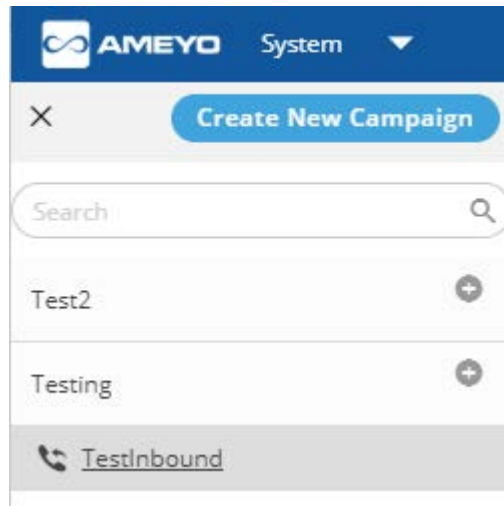 AMEYO System
Create New Campaign
Search
Test2
Testing
TestInbound